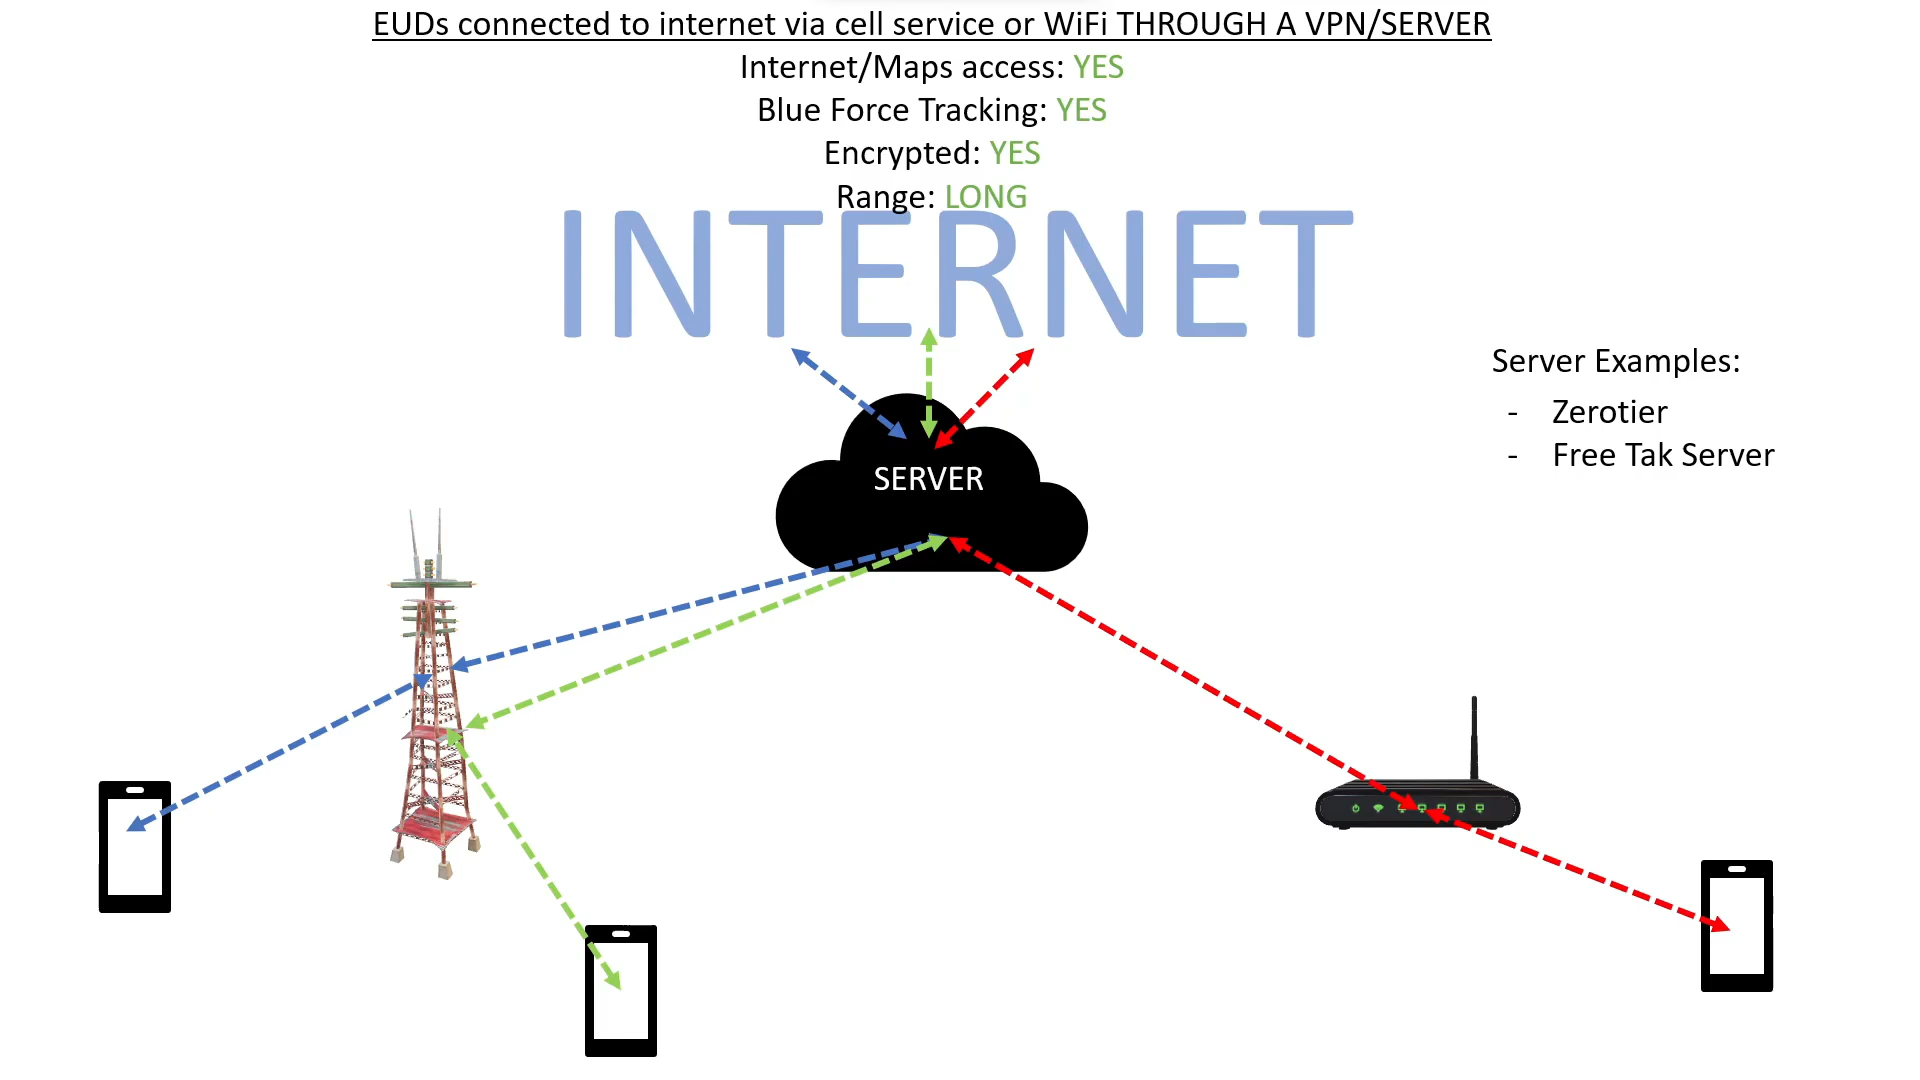 EUDs connected to internet via cell service or WiFi THROUGH A VPN/SERVER
Internet/Maps access: YES
Blue Force Tracking: YES
Encrypted: YES
Range: LONG
INTERNET
Server Examples:
- Zerotier
- Free Tak Server
SERVER